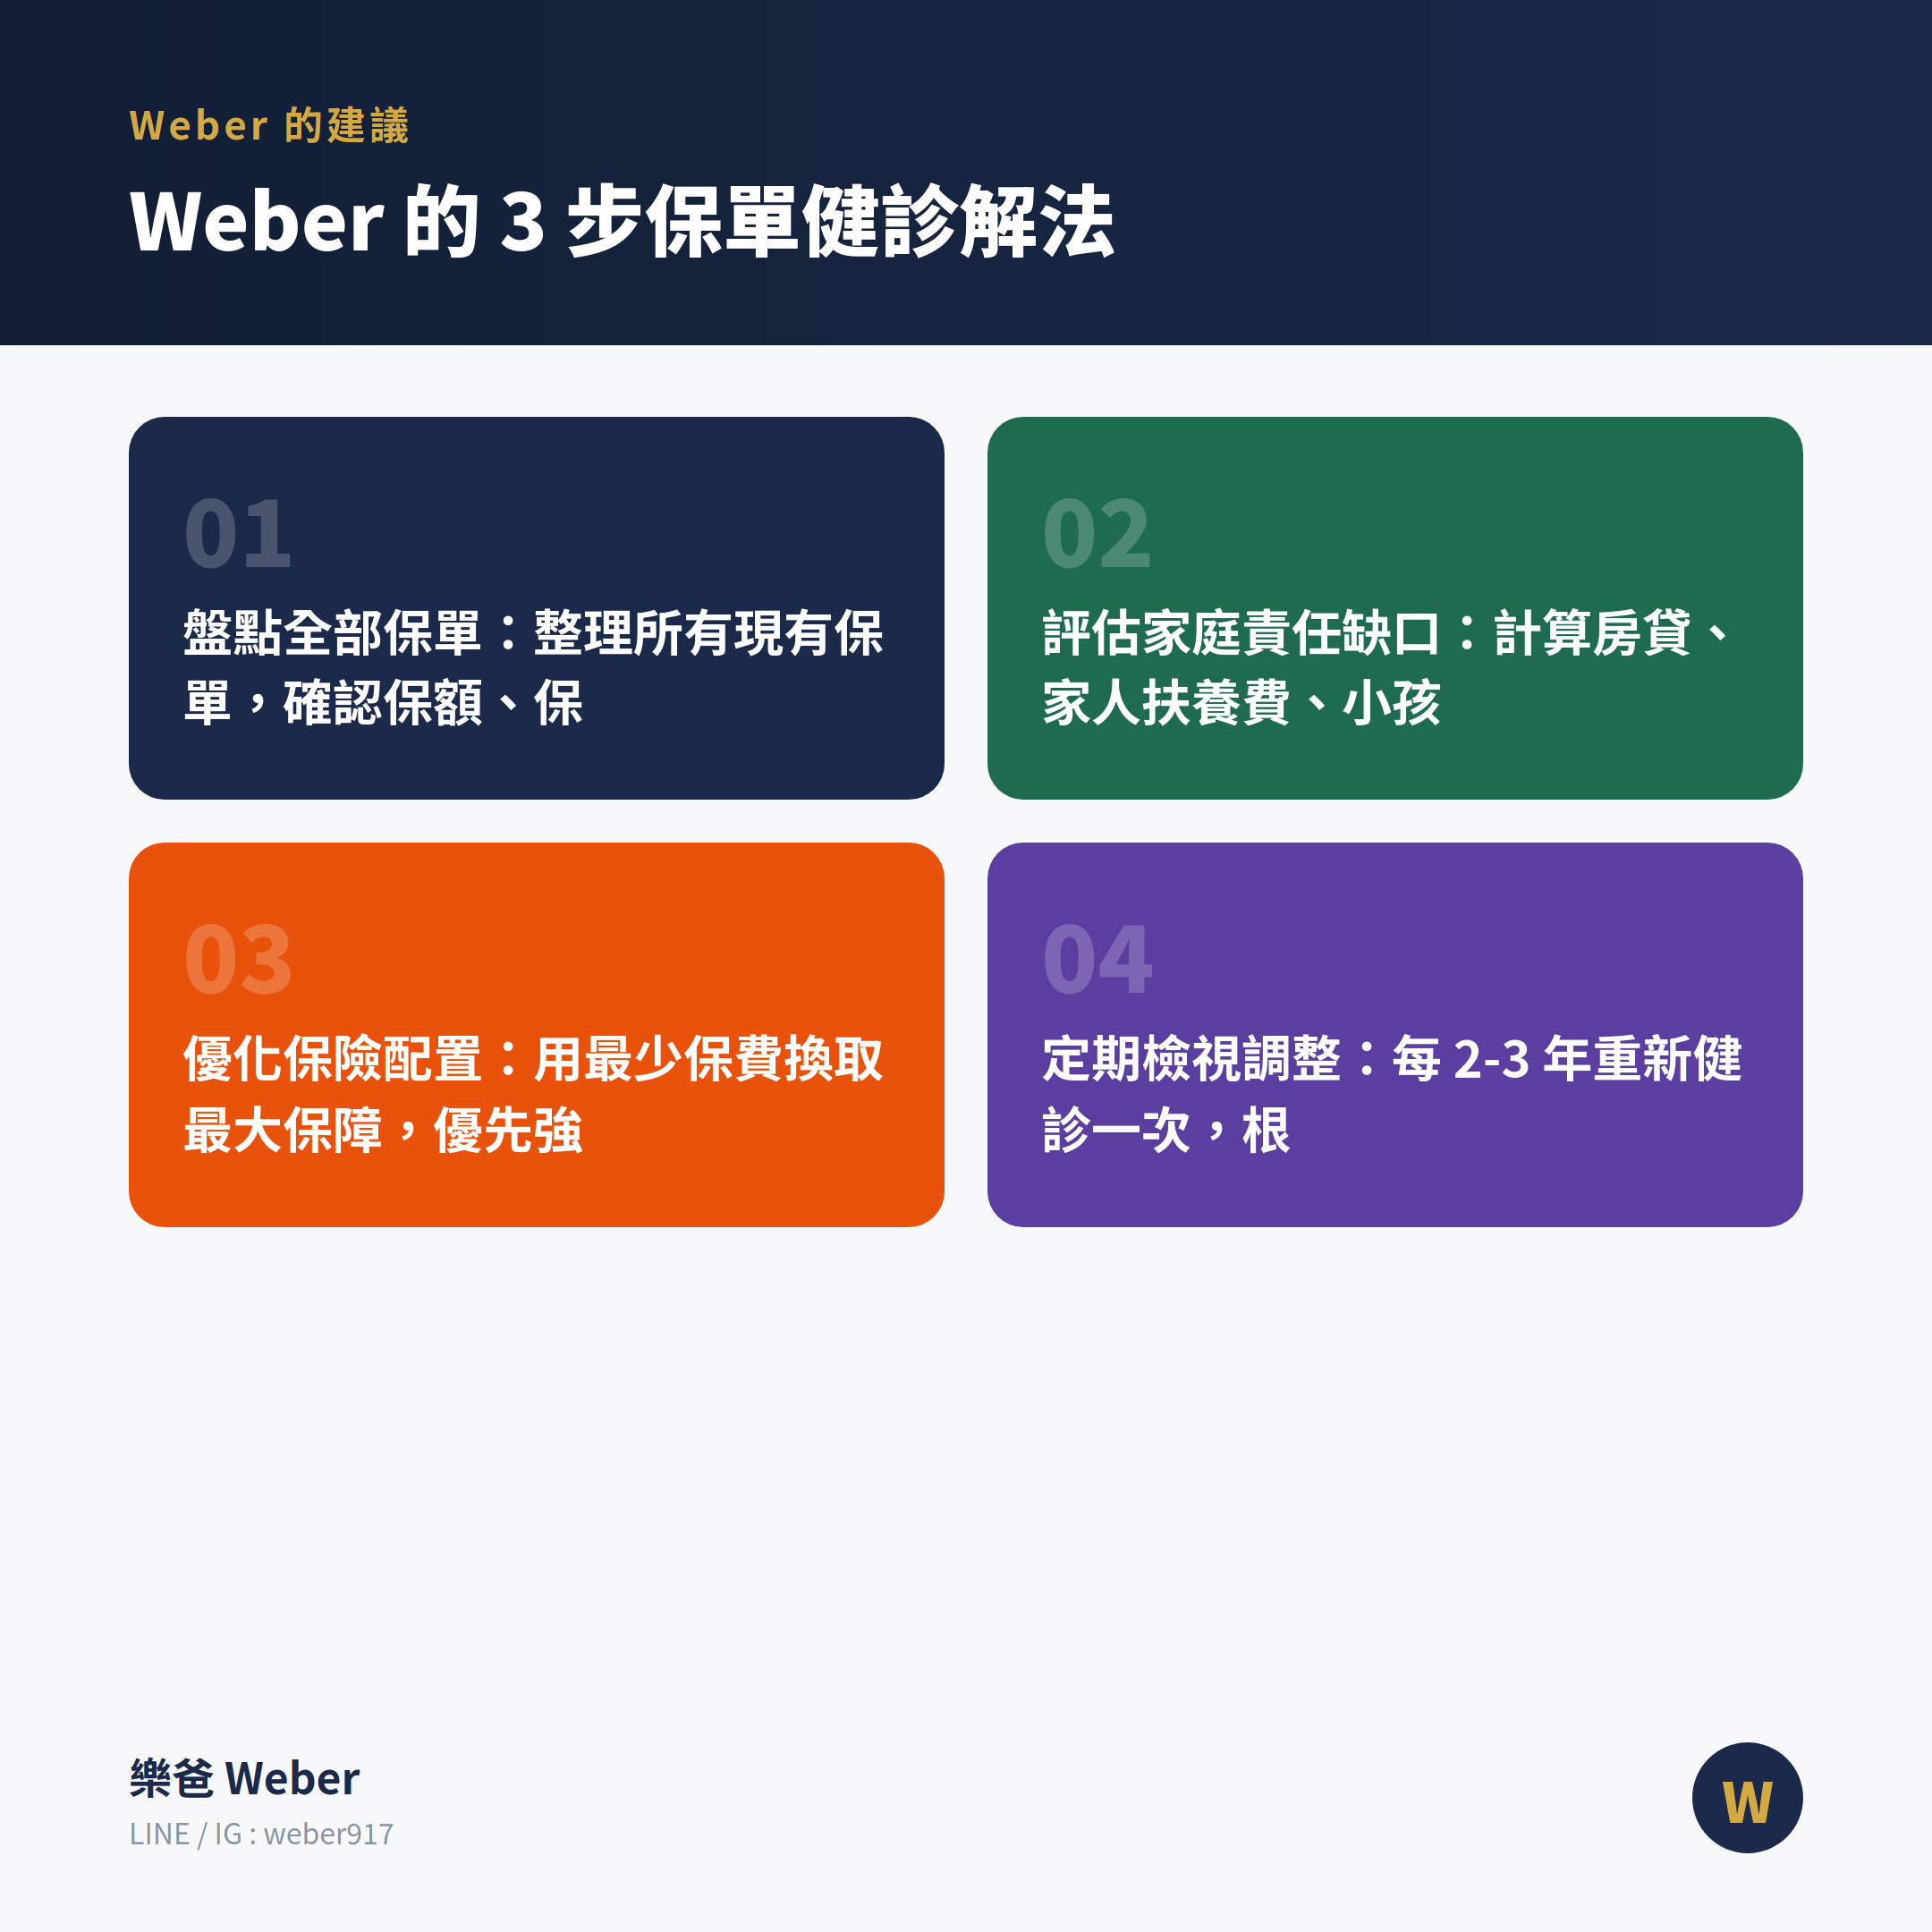 Weber 的建議
Weber 的 3 步保單健診解法
01
盤點全部保單：整理所有現有保
單，確認保額、保
02
評估家庭責任缺口：計算房貸、
家人扶養費、小孩
03
優化保險配置：用最少保費換取
最大保障，優先強
04
定期檢視調整：每 2-3 年重新健
診一次，根
樂爸 Weber
LINE / IG : weber917
W